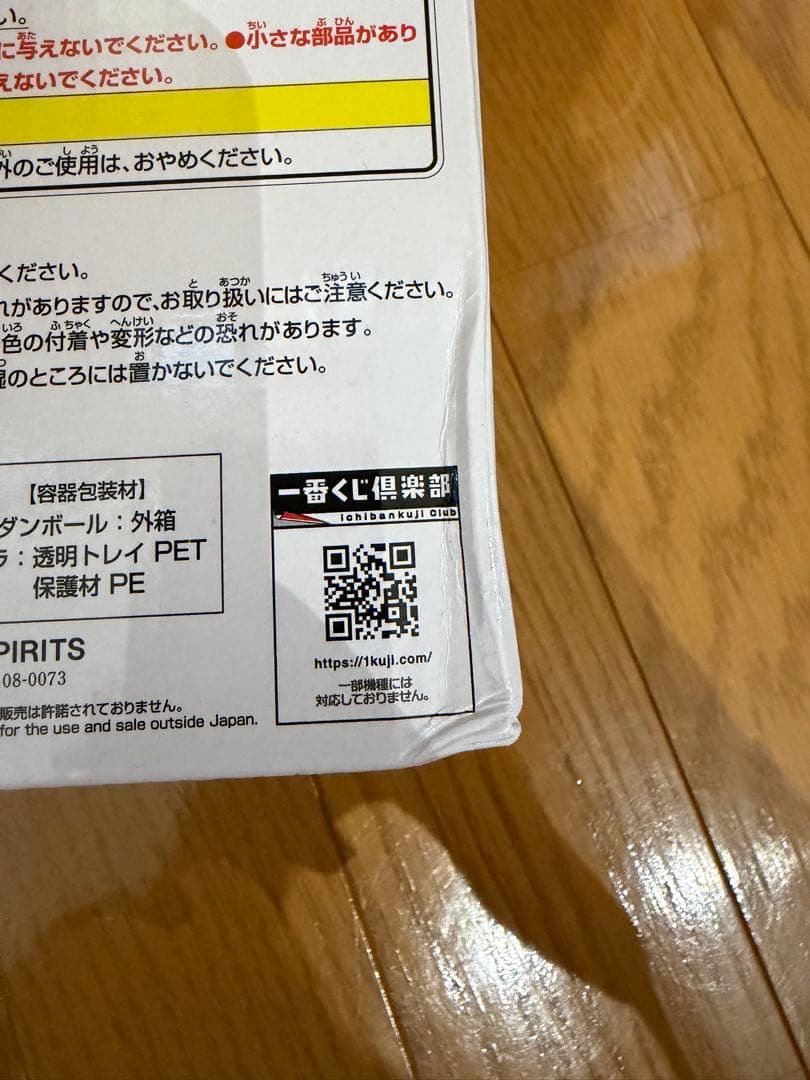 い。
に与えないでください。●小さな部品があり
えないでください。
外のご使用は、おやめください。
ください。
れがありますので、お取り扱いにはご注意ください。
色の付着や変形などの恐れがあります。
湿のところには置かないでください。
【容器包装材】
ダンボール:外箱
ラ:透明トレイ PET
保護材 PE
PIRITS
08-0073
販売は許諾されておりません。
for the use and sale outside Japan.
一番くじ倶楽部
Ichibankuji Club
https://1kuji.com/
一部機種には
対応しておりません。